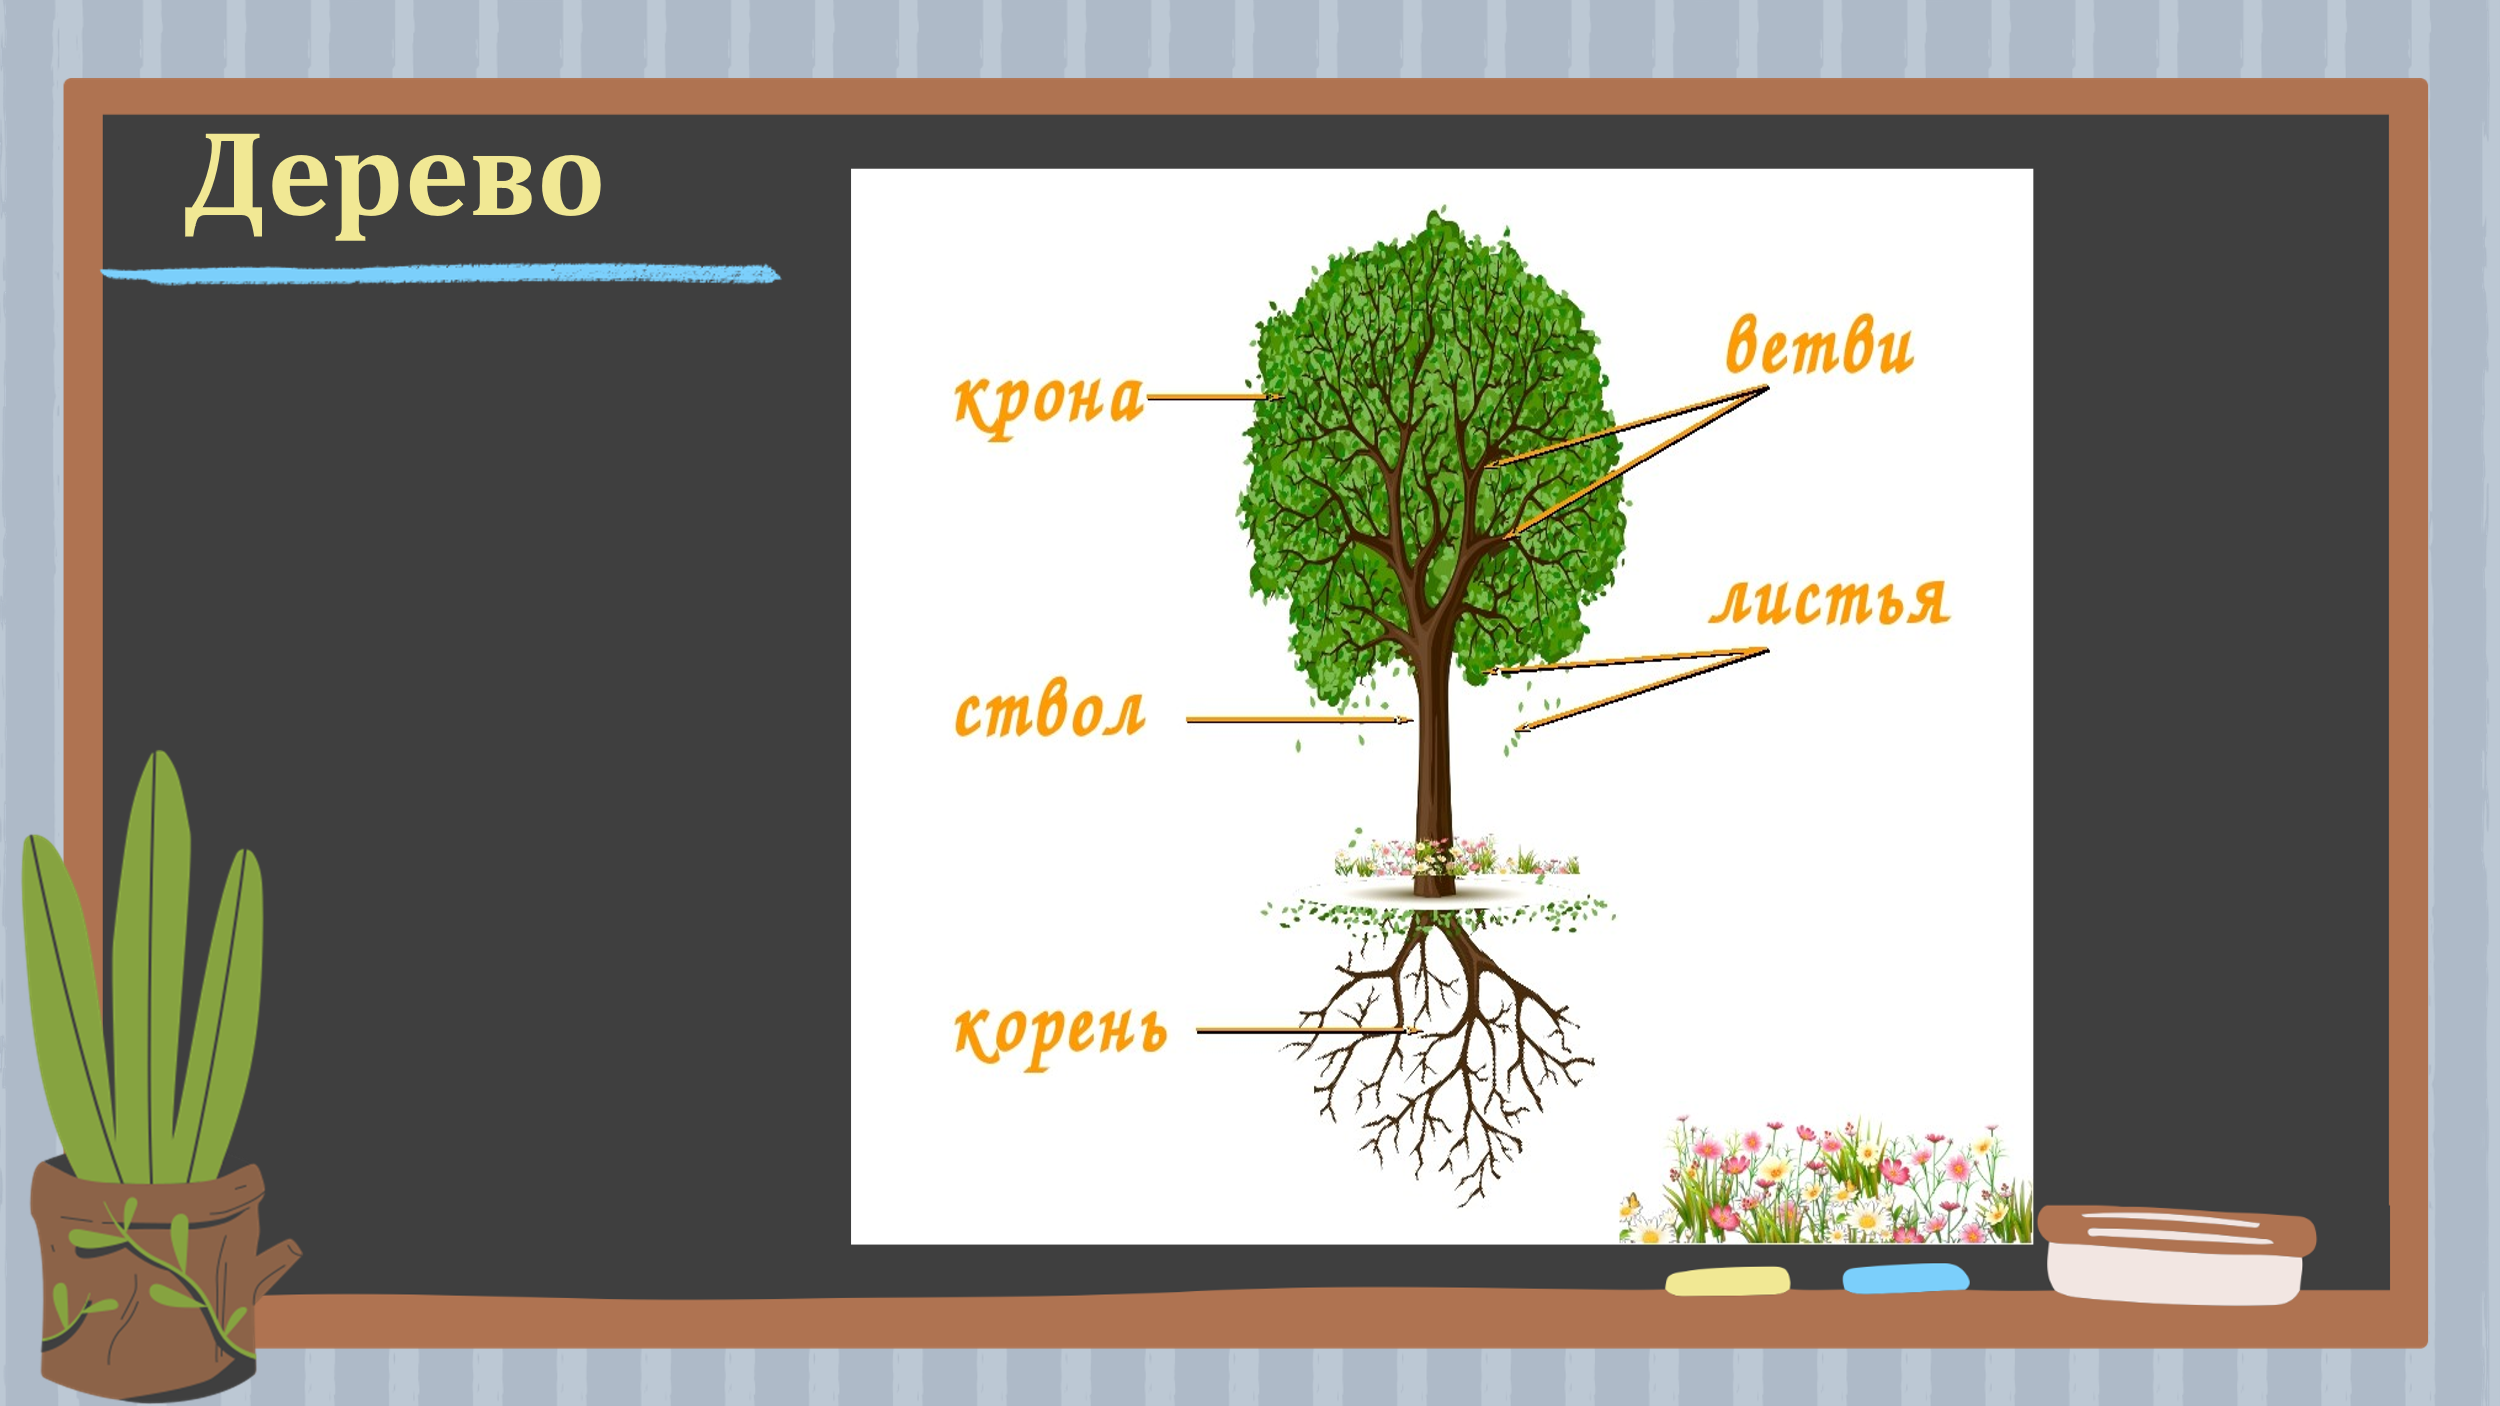 Дерево
крона
ветви
листья
ствол
корень